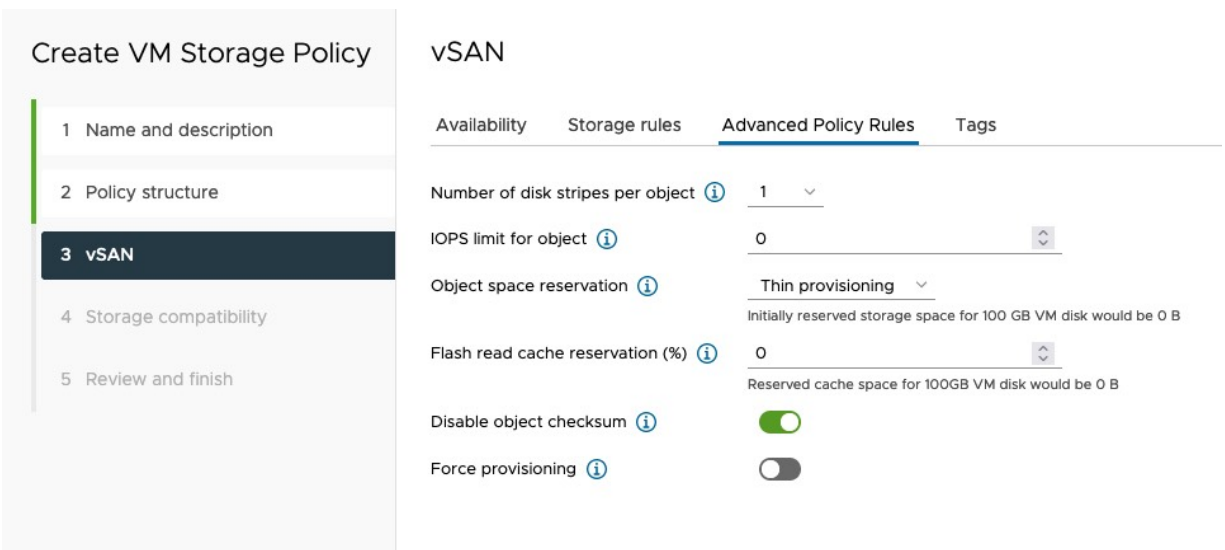 Create VM Storage Policy
1 Name and description
2 Policy structure
3 vSAN
4 Storage compatibility
5 Review and finish
vSAN
Availability Storage rules Advanced Policy Rules Tags
Number of disk stripes per object 1
IOPS limit for object 0
Object space reservation Thin provisioning
Initially reserved storage space for 100 GB VM disk would be 0 B
Flash read cache reservation (%) 0
Reserved cache space for 100GB VM disk would be 0 B
Disable object checksum
Force provisioning